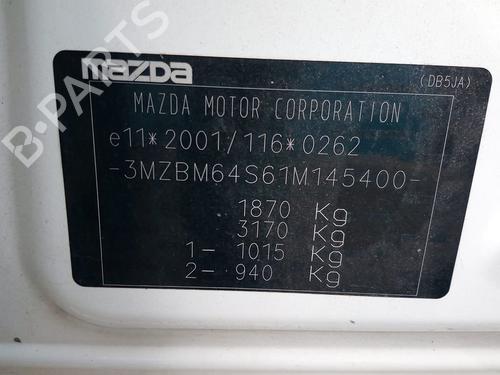 mazda
(DB5JA)
MAZDA MOTOR CORPORATION
e11*2001/116*0262
-3MZBM64S61M145400-
1870 Kg
3170 Kg
1- 1015 Kg
2- 940 Kg
B-PARTS